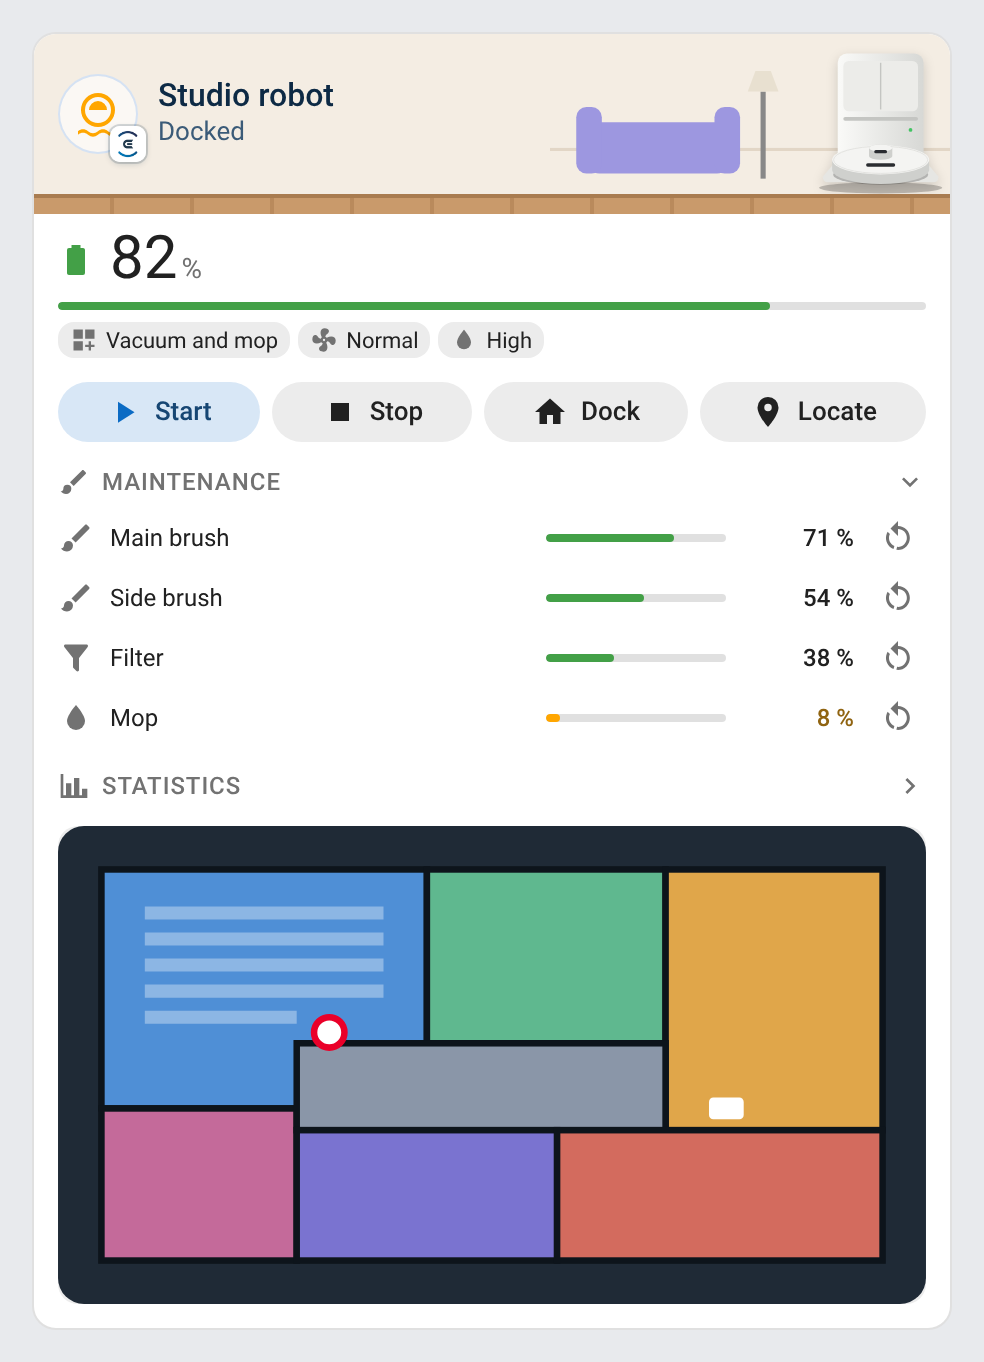 Studio robot
Docked
82 %
Vacuum and mop
Normal
High
Start
Stop
Dock
Locate
MAINTENANCE
Main brush 71 %
Side brush 54 %
Filter 38 %
Mop 8 %
STATISTICS